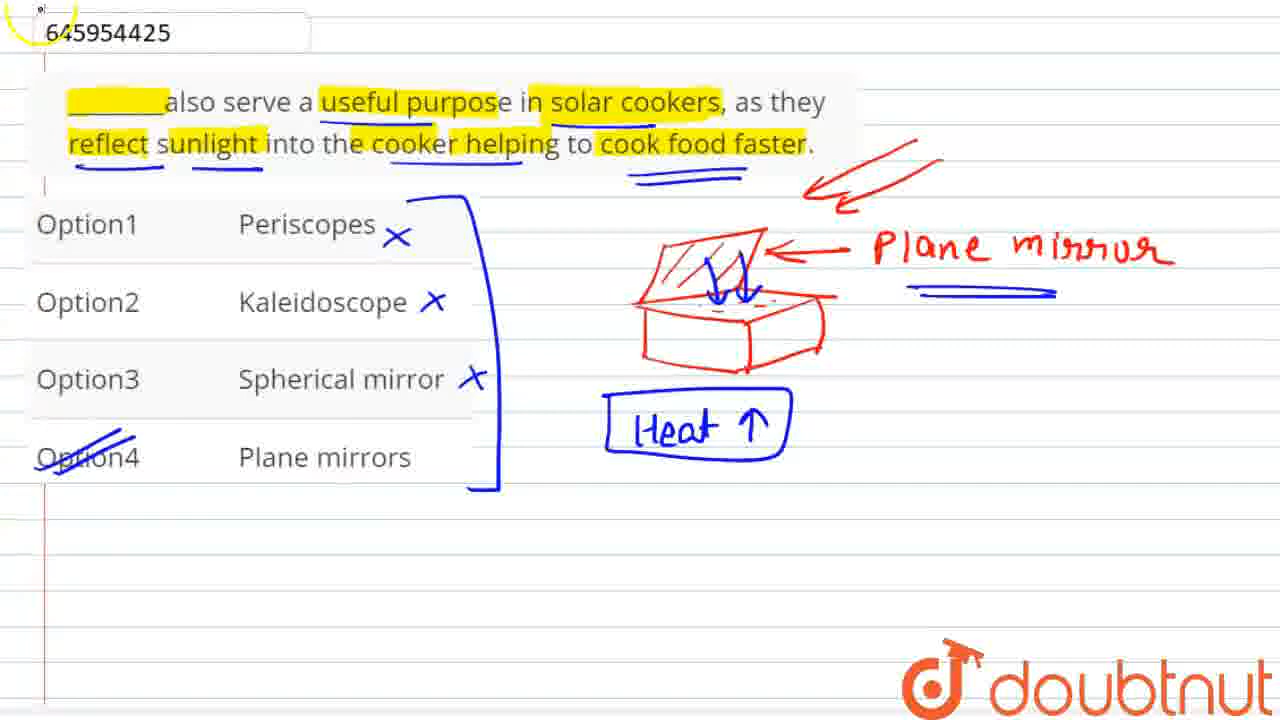 645954425
________also serve a useful purpose in solar cookers, as they
reflect sunlight into the cooker helping to cook food faster.
Option1 Periscopes
Option2 Kaleidoscope
Option3 Spherical mirror
Option4 Plane mirrors
Plane mirror
Heat ↑
doubtnut